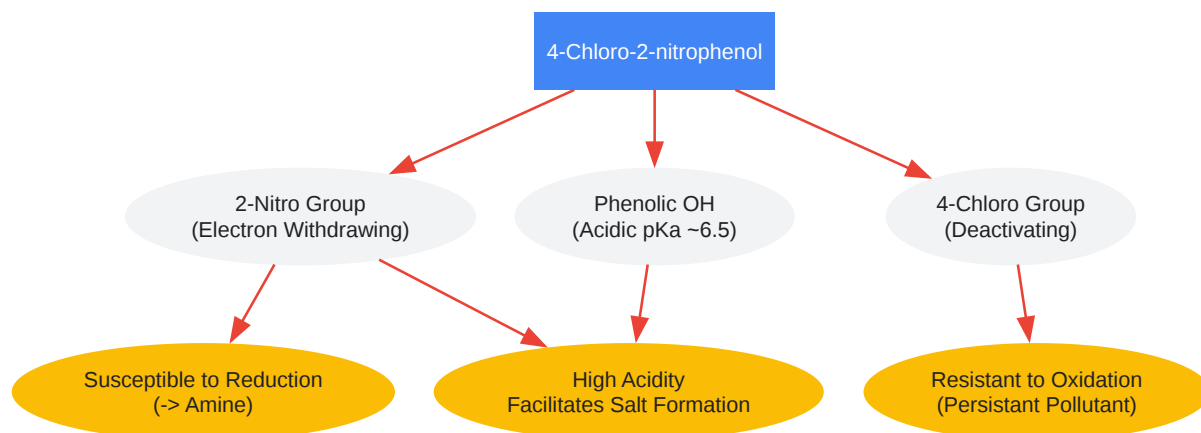 4-Chloro-2-nitrophenol
2-Nitro Group
(Electron Withdrawing)
Phenolic OH
(Acidic pKa ~6.5)
4-Chloro Group
(Deactivating)
Susceptible to Reduction
(-> Amine)
High Acidity
Facilitates Salt Formation
Resistant to Oxidation
(Persistant Pollutant)